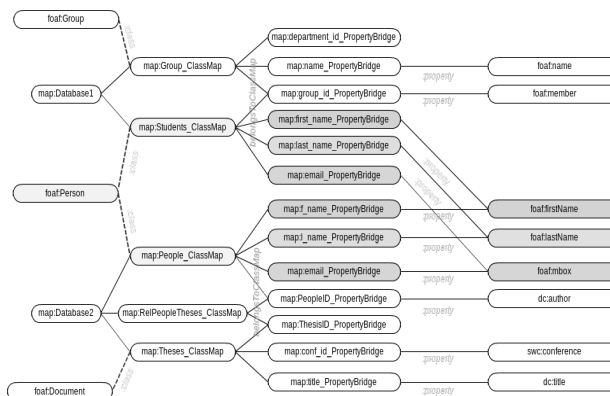 foaf:Group
:class
map:department_id_PropertyBridge
map:Group_ClassMap
map:name_PropertyBridge
foaf:name
:property
map:Database1
map:group_id_PropertyBridge
foaf:member
:property
belongsToClassMap
map:first_name_PropertyBridge
map:Students_ClassMap
map:last_name_PropertyBridge
:class
map:email_PropertyBridge
:property
foaf:Person
:property
:class
map:f_name_PropertyBridge
foaf:firstName
:property
map:l_name_PropertyBridge
foaf:lastName
:property
map:People_ClassMap
map:email_PropertyBridge
foaf:mbox
:property
belongsToClassMap
map:PeopleID_PropertyBridge
dc:author
map:Database2
map:RelPeopleTheses_ClassMap
:property
map:ThesisID_PropertyBridge
map:Theses_ClassMap
map:conf_id_PropertyBridge
swc:conference
:property
:class
map:title_PropertyBridge
dc:title
foaf:Document
:property